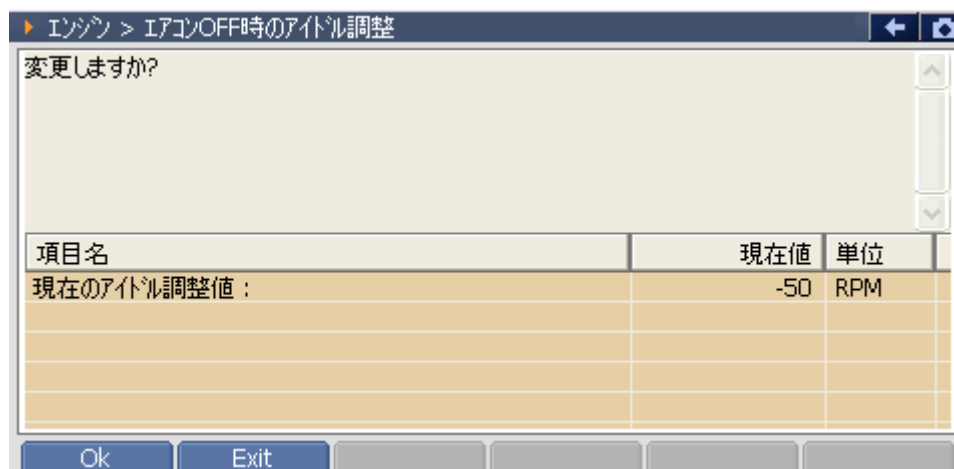 エンジン > エアコンOFF時のアイドル調整
変更しますか?
項目名 現在値 単位
現在のアイドル調整値 : -50 RPM
Ok Exit